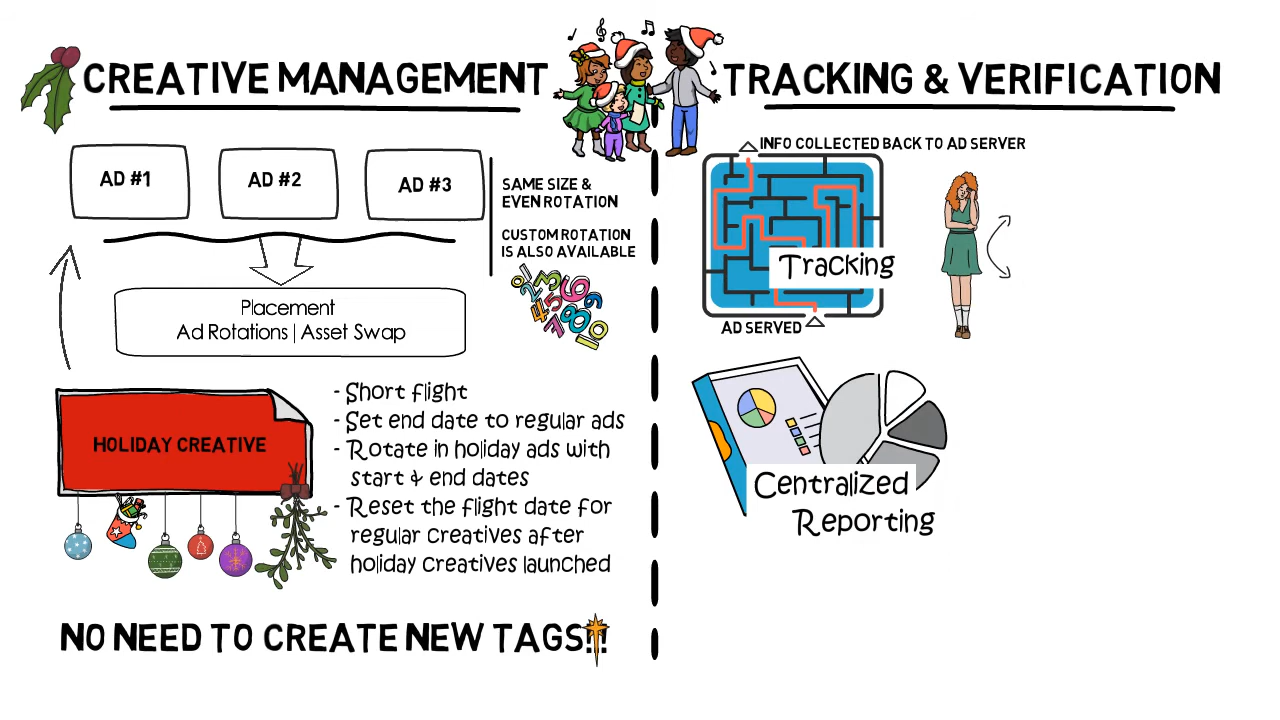 CREATIVE MANAGEMENT
AD #1
AD #2
AD #3
SAME SIZE &
EVEN ROTATION
CUSTOM ROTATION
IS ALSO AVAILABLE
Placement
Ad Rotations | Asset Swap
HOLIDAY CREATIVE
- Short flight
- Set end date to regular ads
- Rotate in holiday ads with
start & end dates
- Reset the flight date for
regular creatives after
holiday creatives launched
NO NEED TO CREATE NEW TAGS!!
TRACKING & VERIFICATION
INFO COLLECTED BACK TO AD SERVER
Tracking
AD SERVED
Centralized
Reporting